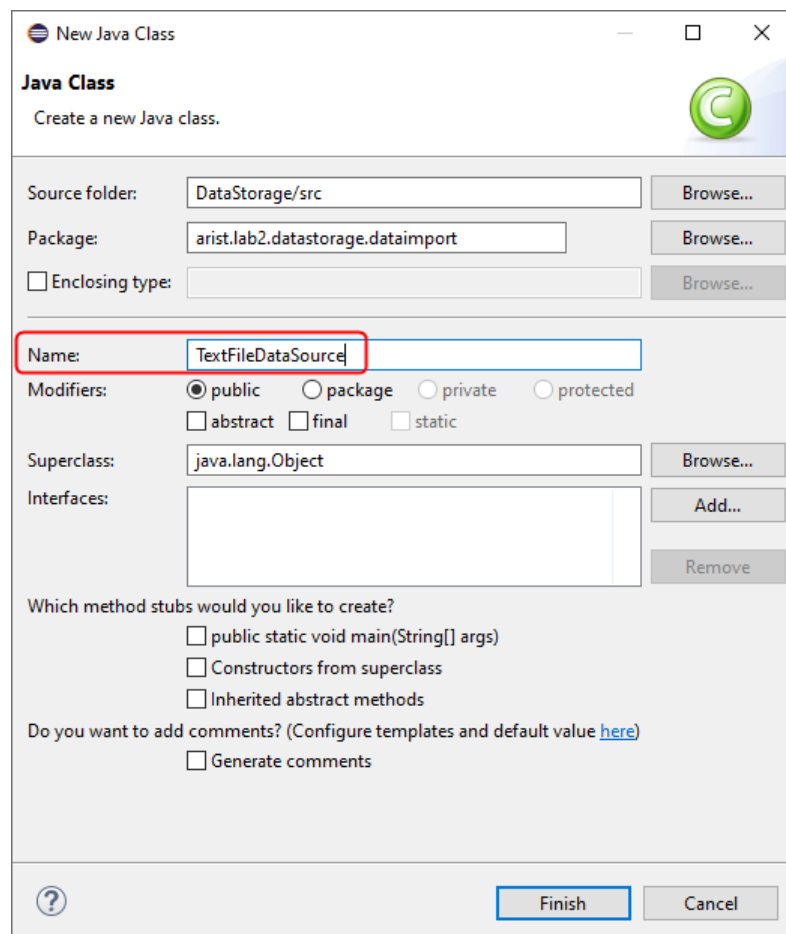 New Java Class
Java Class
Create a new Java class.
C
Source folder: DataStorage/src Browse...
Package: arist.lab2.datastorage.dataimport Browse...
Enclosing type: Browse...
Name: TextFileDataSource
Modifiers: public package private protected
abstract final static
Superclass: java.lang.Object Browse...
Interfaces: Add...
Remove
Which method stubs would you like to create?
public static void main(String[] args)
Constructors from superclass
Inherited abstract methods
Do you want to add comments? (Configure templates and default value here)
Generate comments
? Finish Cancel